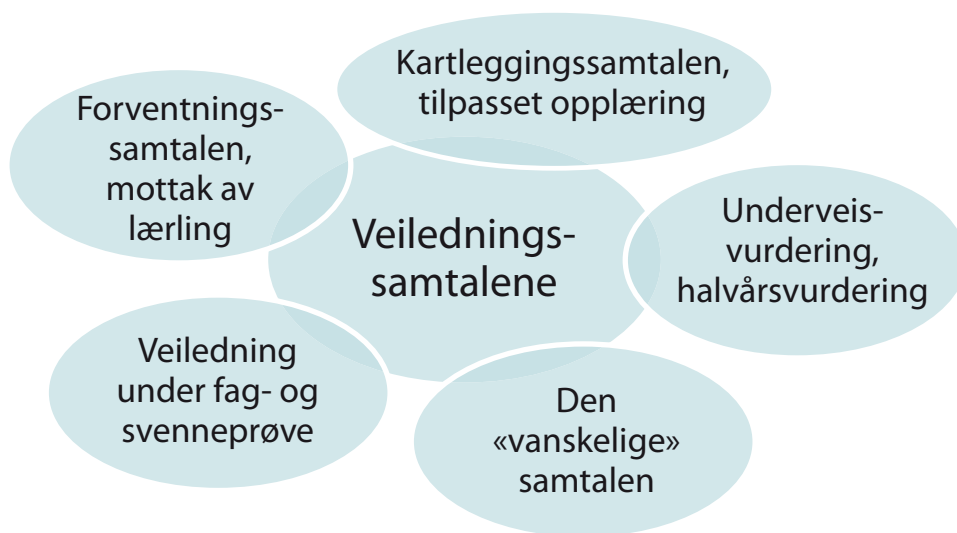 Kartleggingssamtalen,
tilpasset opplæring
Forventnings-
samtalen,
mottak av
lærling
Veilednings-
samtalene
Underveis-
vurdering,
halvårsvurdering
Veiledning
under fag- og
svenneprøve
Den
«vanskelige»
samtalen